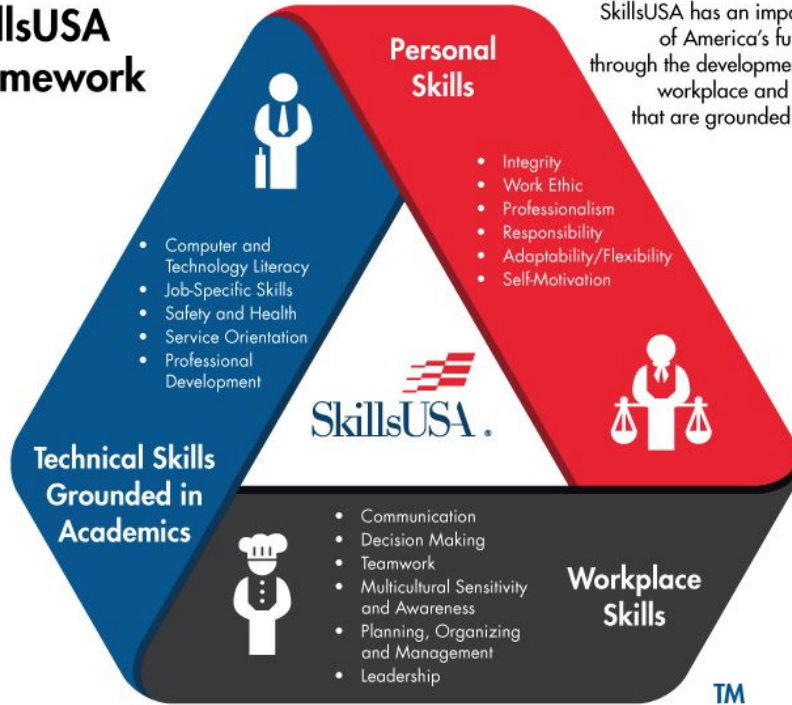 llsUSA
mework
SkillsUSA has an impo
of America's fu
through the developmen
workplace and
that are grounded
Personal
Skills
• Integrity
• Work Ethic
• Professionalism
• Responsibility
• Adaptability/Flexibility
• Self-Motivation
• Computer and
Technology Literacy
• Job-Specific Skills
• Safety and Health
• Service Orientation
• Professional
Development
Technical Skills
Grounded in
Academics
SkillsUSA®
• Communication
• Decision Making
• Teamwork
• Multicultural Sensitivity
and Awareness
• Planning, Organizing
and Management
• Leadership
Workplace
Skills
TM